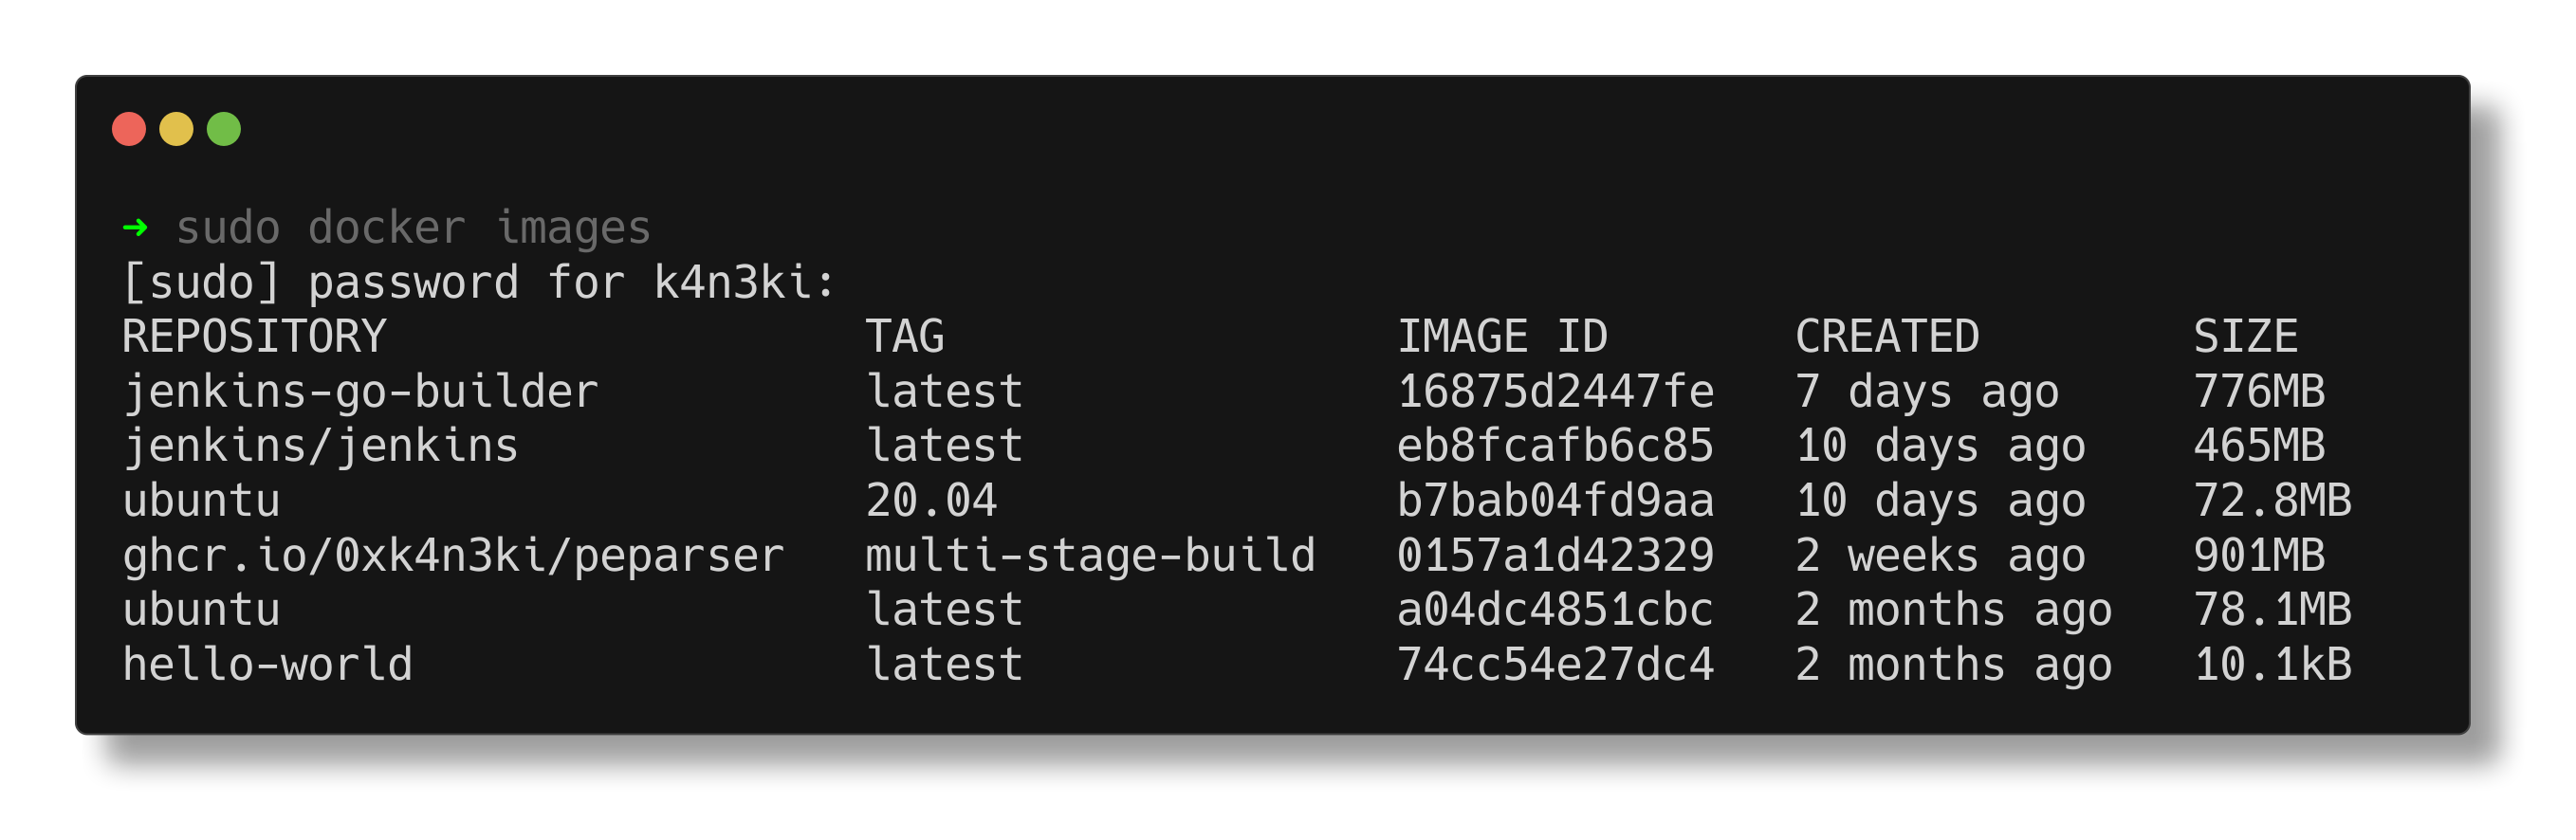 ➜ sudo docker images
[sudo] password for k4n3ki:
REPOSITORY                  TAG                 IMAGE ID       CREATED        SIZE
jenkins-go-builder          latest              16875d2447fe   7 days ago     776MB
jenkins/jenkins             latest              eb8fcafb6c85   10 days ago    465MB
ubuntu                      20.04               b7bab04fd9aa   10 days ago    72.8MB
ghcr.io/0xk4n3ki/peparser   multi-stage-build   0157a1d42329   2 weeks ago    901MB
ubuntu                      latest              a04dc4851cbc   2 months ago   78.1MB
hello-world                 latest              74cc54e27dc4   2 months ago   10.1kB